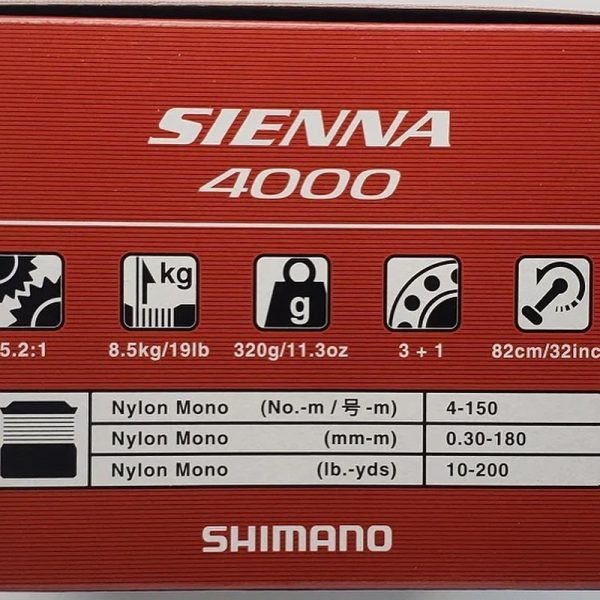 SIENNA
4000
kg
g
5.2:1
8.5kg/19lb
320g/11.3oz
3 + 1
82cm/32inc
Nylon Mono (No.-m / 号 -m) 4-150
Nylon Mono (mm-m) 0.30-180
Nylon Mono (lb.-yds) 10-200
SHIMANO